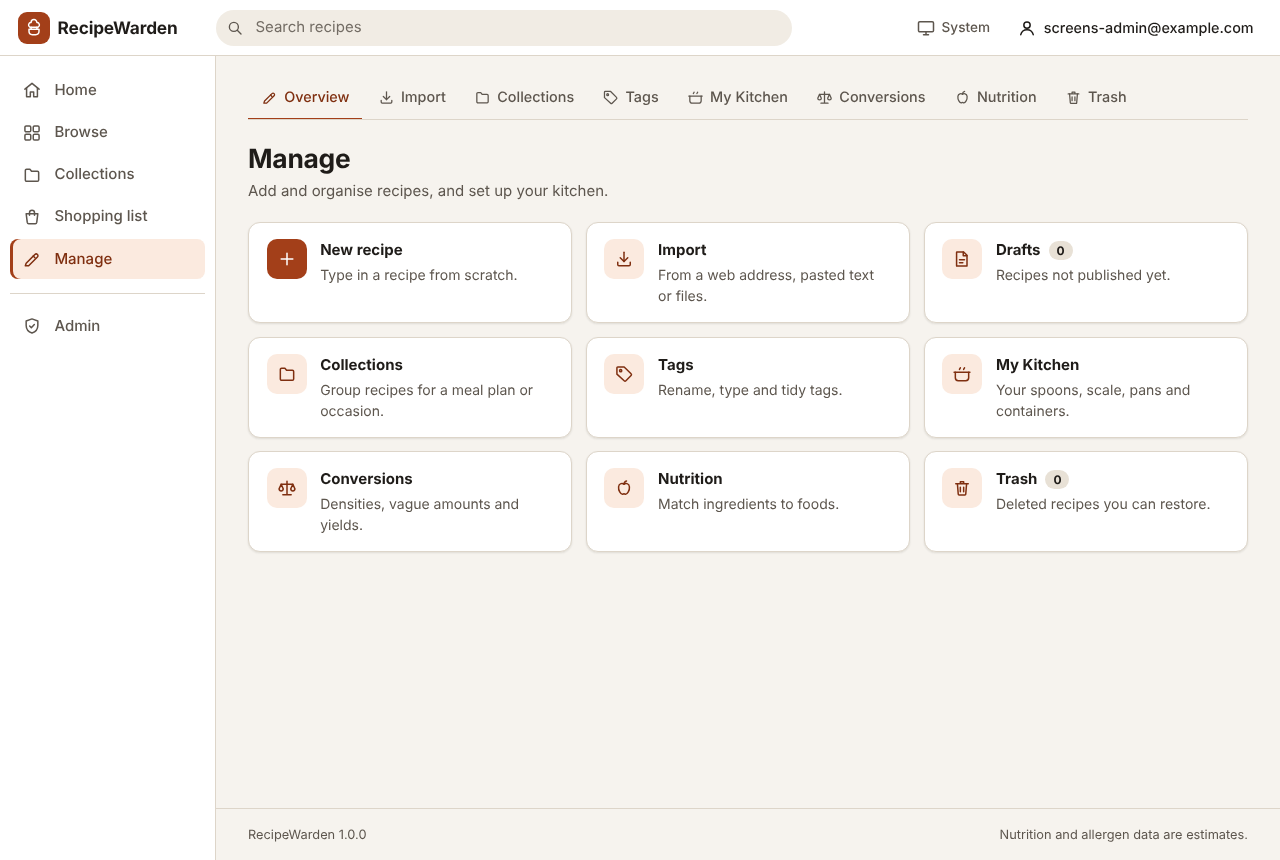 RecipeWarden
Search recipes
System
screens-admin@example.com
Home
Browse
Collections
Shopping list
Manage
Admin
Overview
Import
Collections
Tags
My Kitchen
Conversions
Nutrition
Trash
Manage
Add and organise recipes, and set up your kitchen.
New recipe
Type in a recipe from scratch.
Import
From a web address, pasted text
or files.
Drafts 0
Recipes not published yet.
Collections
Group recipes for a meal plan or
occasion.
Tags
Rename, type and tidy tags.
My Kitchen
Your spoons, scale, pans and
containers.
Conversions
Densities, vague amounts and
yields.
Nutrition
Match ingredients to foods.
Trash 0
Deleted recipes you can restore.
RecipeWarden 1.0.0
Nutrition and allergen data are estimates.